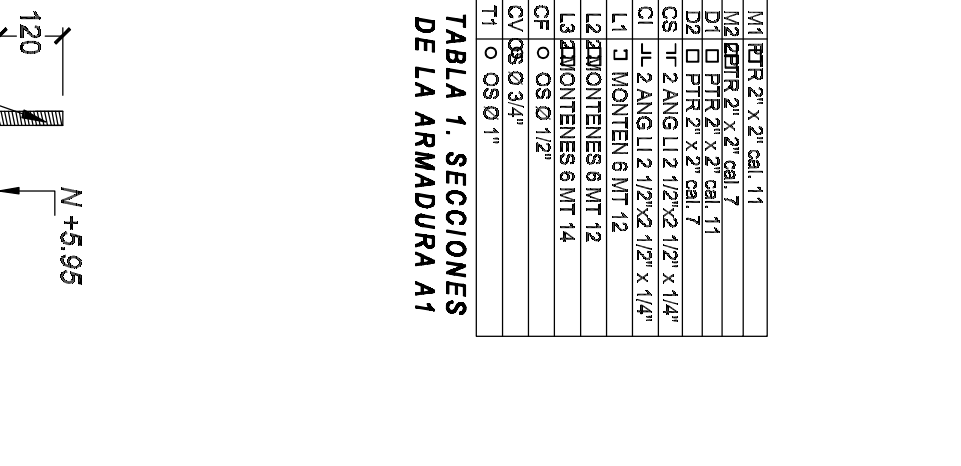 M1 PTR 2" x 2" cal. 11
M2 2PTR 2" x 2" cal. 7
D1 PTR 2" x 2" cal. 11
D2 PTR 2" x 2" cal. 7
CS 2 ANG LI 2 1/2"x2 1/2" x 1/4"
CI 2 ANG LI 2 1/2"x2 1/2" x 1/4"
L1 MONTEN 6 MT 12
L2 2 MONTENES 6 MT 12
L3 2 MONTENES 6 MT 14
CF OS Ø 1/2"
CV OS Ø 3/4"
T1 OS Ø 1"
TABLA 1. SECCIONES
DE LA ARMADURA A1
120
N +5.95